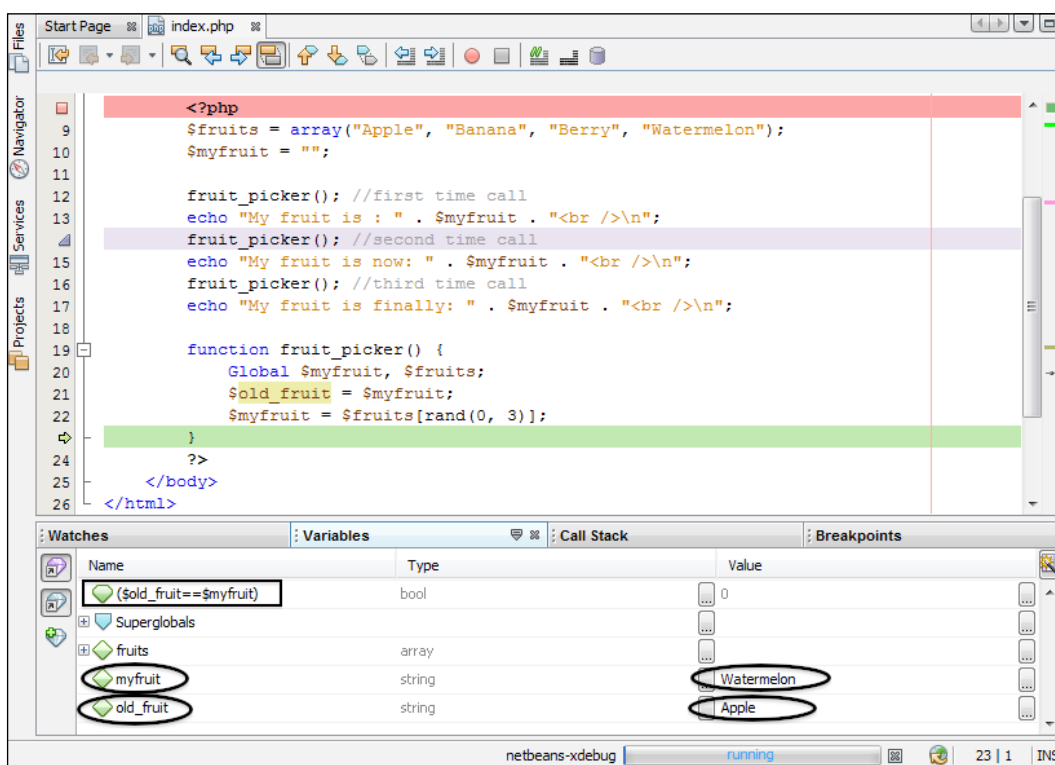 Start Page index.php
Files
Navigator
Services
Projects
<?php
9 $fruits = array("Apple", "Banana", "Berry", "Watermelon");
10 $myfruit = "";
11
12 fruit_picker(); //first time call
13 echo "My fruit is : " . $myfruit . "<br />\n";
fruit_picker(); //second time call
15 echo "My fruit is now: " . $myfruit . "<br />\n";
16 fruit_picker(); //third time call
17 echo "My fruit is finally: " . $myfruit . "<br />\n";
18
19 function fruit_picker() {
20 Global $myfruit, $fruits;
21 $old_fruit = $myfruit;
22 $myfruit = $fruits[rand(0, 3)];
}
24 ?>
25 </body>
26 </html>
Watches Variables Call Stack Breakpoints
Name Type Value
($old_fruit==$myfruit) bool ... 0 ...
Superglobals ... ...
fruits array ... ...
myfruit string ... Watermelon ...
old_fruit string Apple ...
netbeans-xdebug running 23 | 1 INS